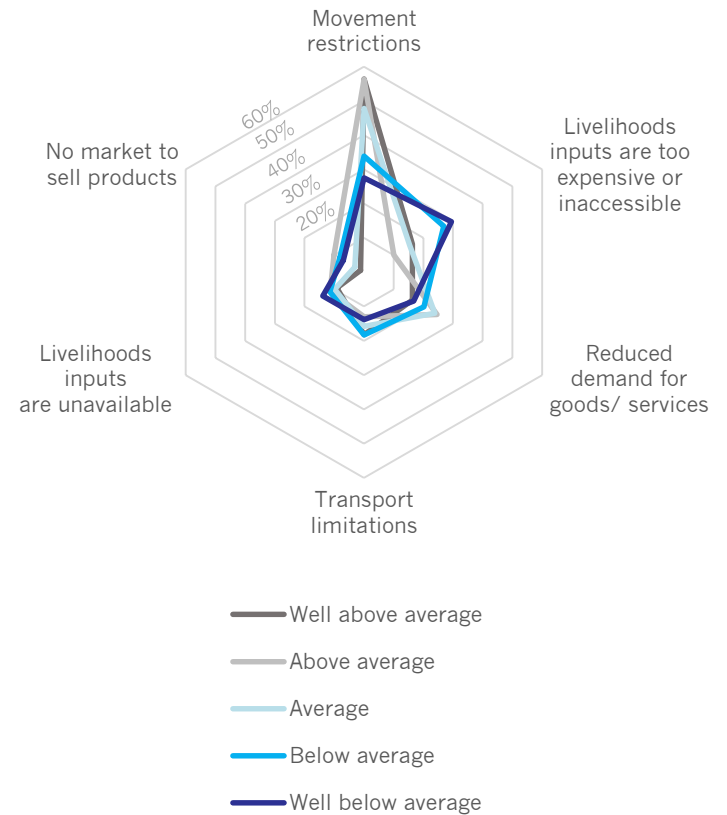 Movement
restrictions
60%
50%
40%
30%
20%
Livelihoods
inputs are too
expensive or
inaccessible
No market to
sell products
Livelihoods
inputs
are unavailable
Reduced
demand for
goods/ services
Transport
limitations
Well above average
Above average
Average
Below average
Well below average